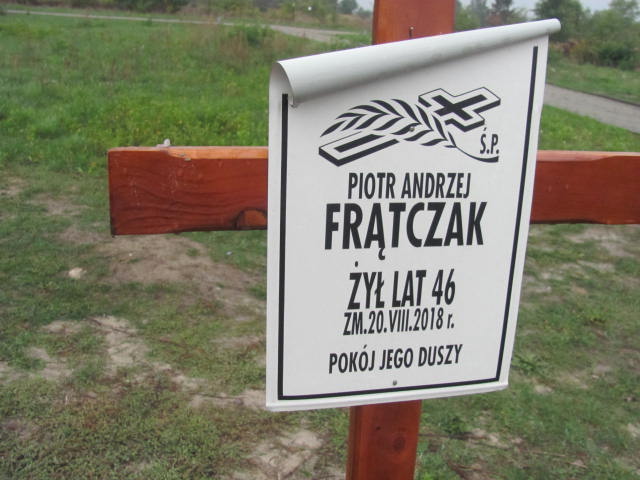 Ś.P.
PIOTR ANDRZEJ
FRĄTCZAK
ŻYŁ LAT 46
ZM.20.VIII.2018 r.
POKÓJ JEGO DUSZY